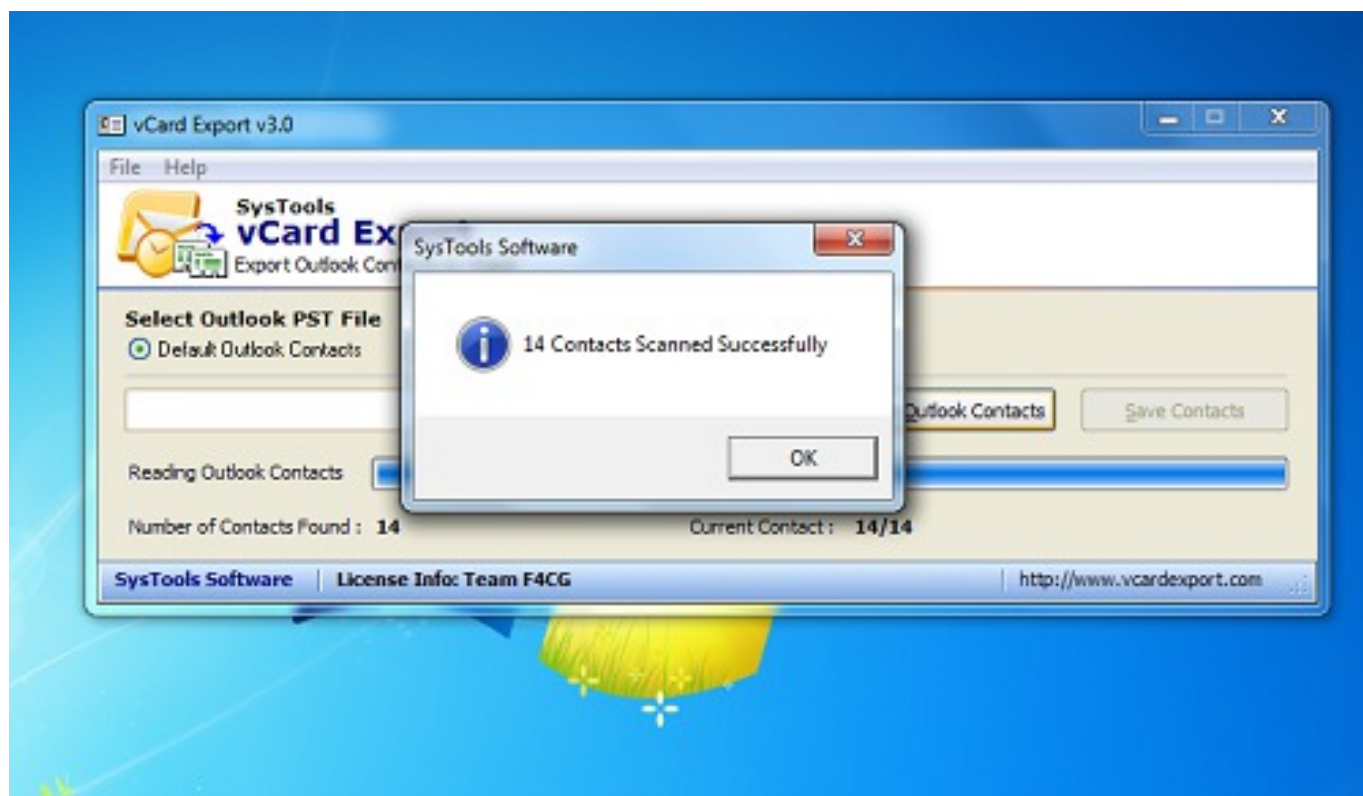 vCard Export v3.0
File Help
SysTools
vCard Ex
Export Outlook Con
SysTools Software
14 Contacts Scanned Successfully
OK
Select Outlook PST File
Default Outlook Contacts
Outlook Contacts
Save Contacts
Reading Outlook Contacts
Number of Contacts Found : 14
Current Contact : 14/14
SysTools Software
License Info: Team F4CG
http://www.vcardexport.com